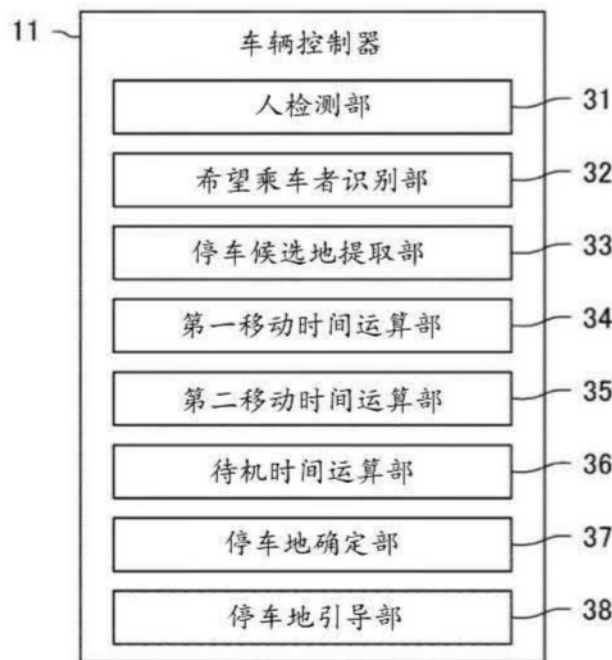 11
车辆控制器
人检测部 31
希望乘车者识别部 32
停车候选地提取部 33
第一移动时间运算部 34
第二移动时间运算部 35
待机时间运算部 36
停车地确定部 37
停车地引导部 38